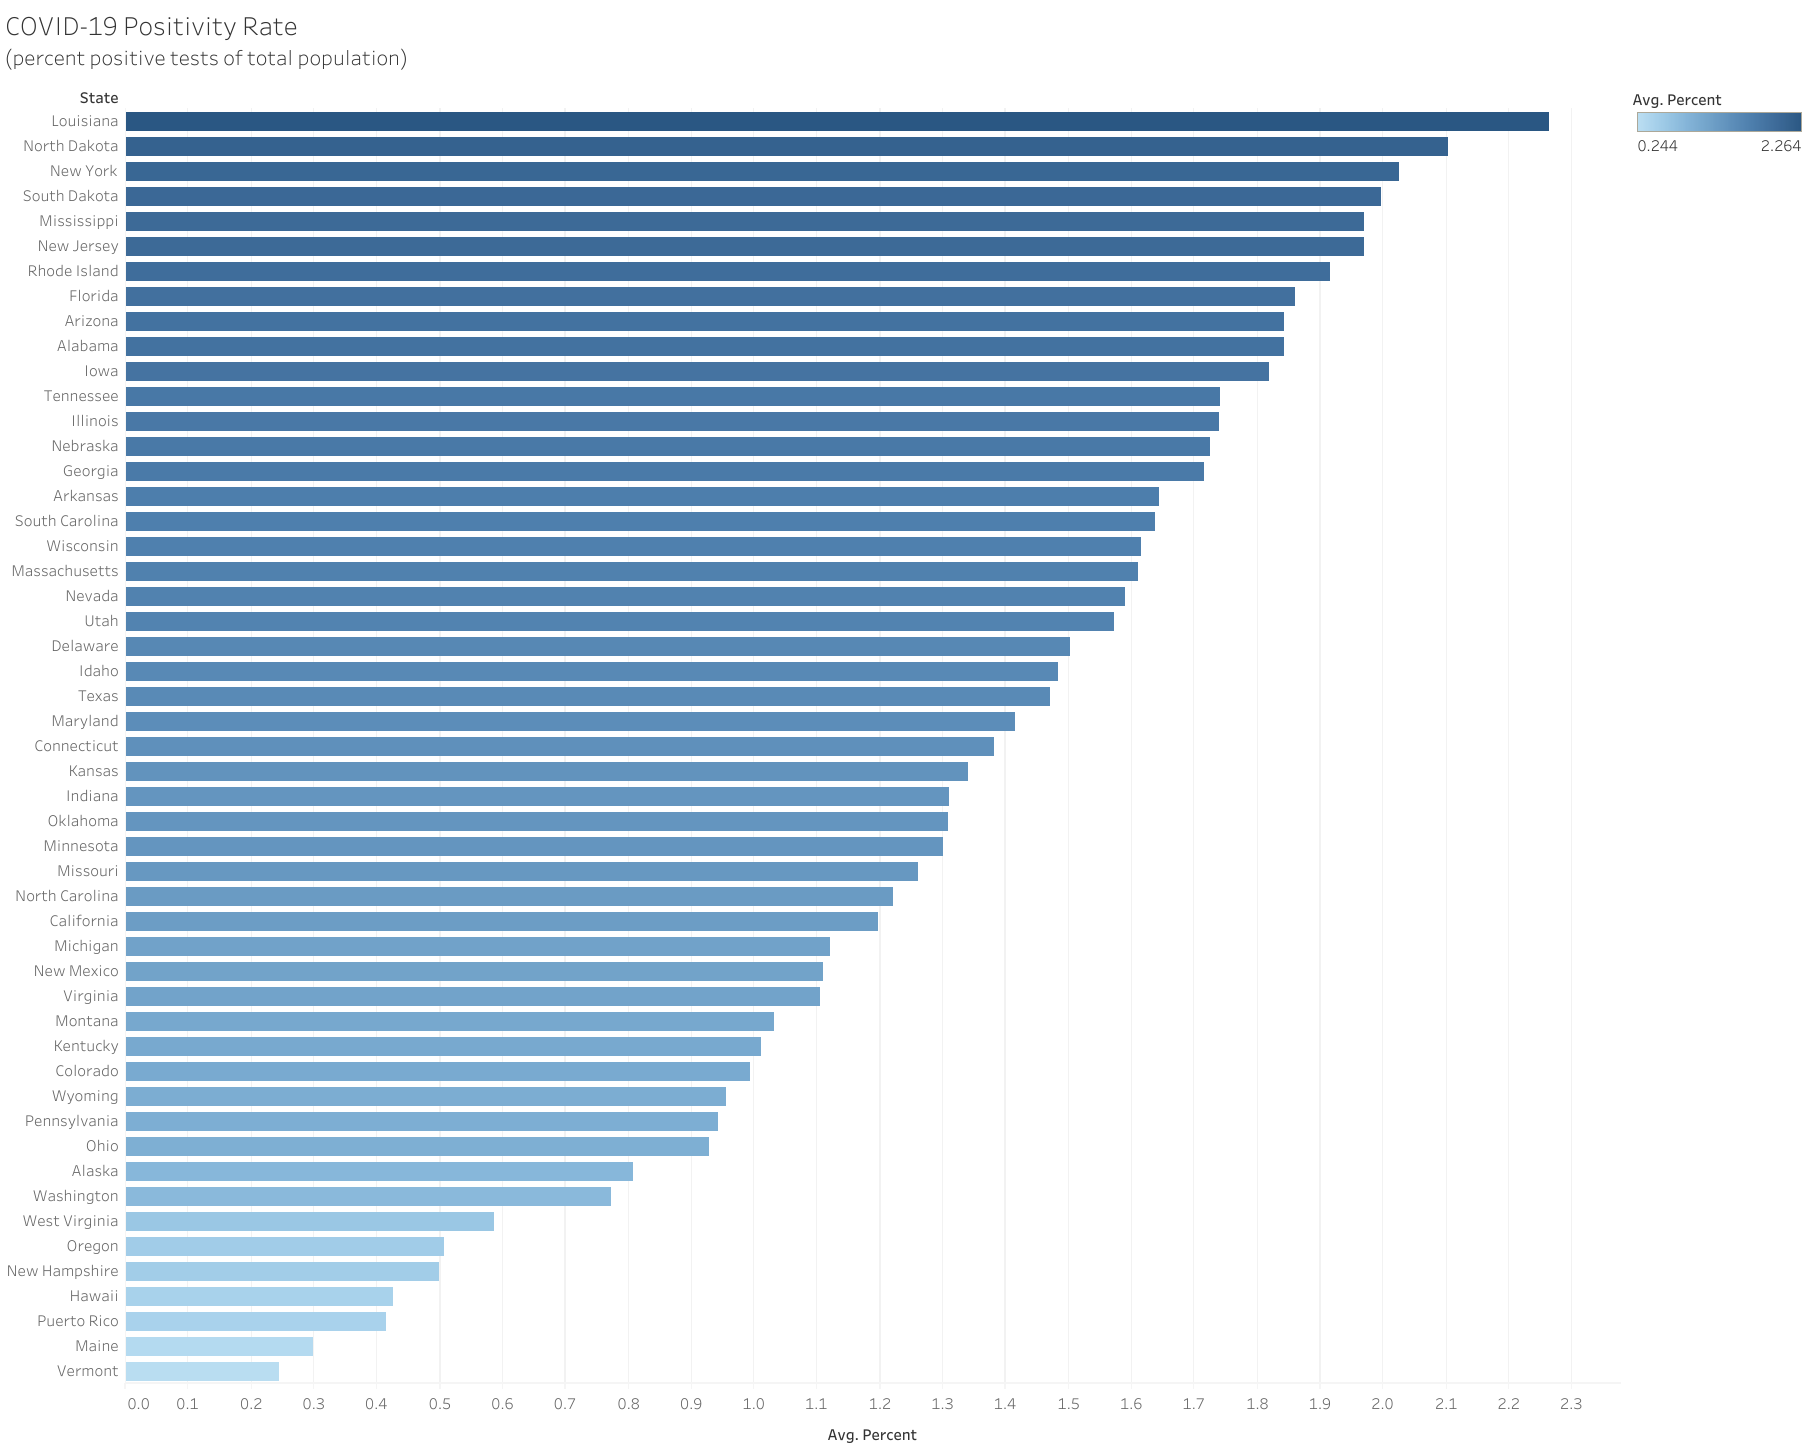 COVID-19 Positivity Rate
(percent positive tests of total population)
State
Louisiana
North Dakota
New York
South Dakota
Mississippi
New Jersey
Rhode Island
Florida
Arizona
Alabama
Iowa
Tennessee
Illinois
Nebraska
Georgia
Arkansas
South Carolina
Wisconsin
Massachusetts
Nevada
Utah
Delaware
Idaho
Texas
Maryland
Connecticut
Kansas
Indiana
Oklahoma
Minnesota
Missouri
North Carolina
California
Michigan
New Mexico
Virginia
Montana
Kentucky
Colorado
Wyoming
Pennsylvania
Ohio
Alaska
Washington
West Virginia
Oregon
New Hampshire
Hawaii
Puerto Rico
Maine
Vermont
0.0 0.1 0.2 0.3 0.4 0.5 0.6 0.7 0.8 0.9 1.0 1.1 1.2 1.3 1.4 1.5 1.6 1.7 1.8 1.9 2.0 2.1 2.2 2.3
Avg. Percent
Avg. Percent
0.244 2.264